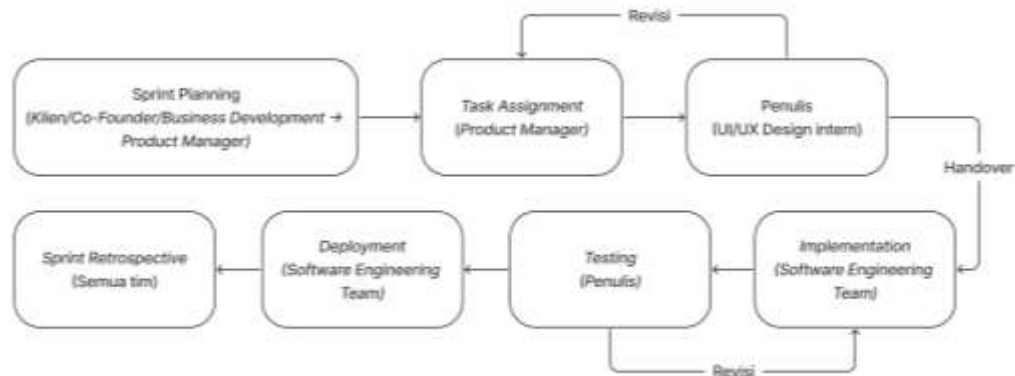 Revisi
Sprint Planning
(Klien/Co-Founder/Business Development →
Product Manager)
Task Assignment
(Product Manager)
Penulis
(UI/UX Design intern)
Handover
Sprint Retrospective
(Semua tim)
Deployment
(Software Engineering
Team)
Testing
(Penulis)
Implementation
(Software Engineering
Team)
Revisi